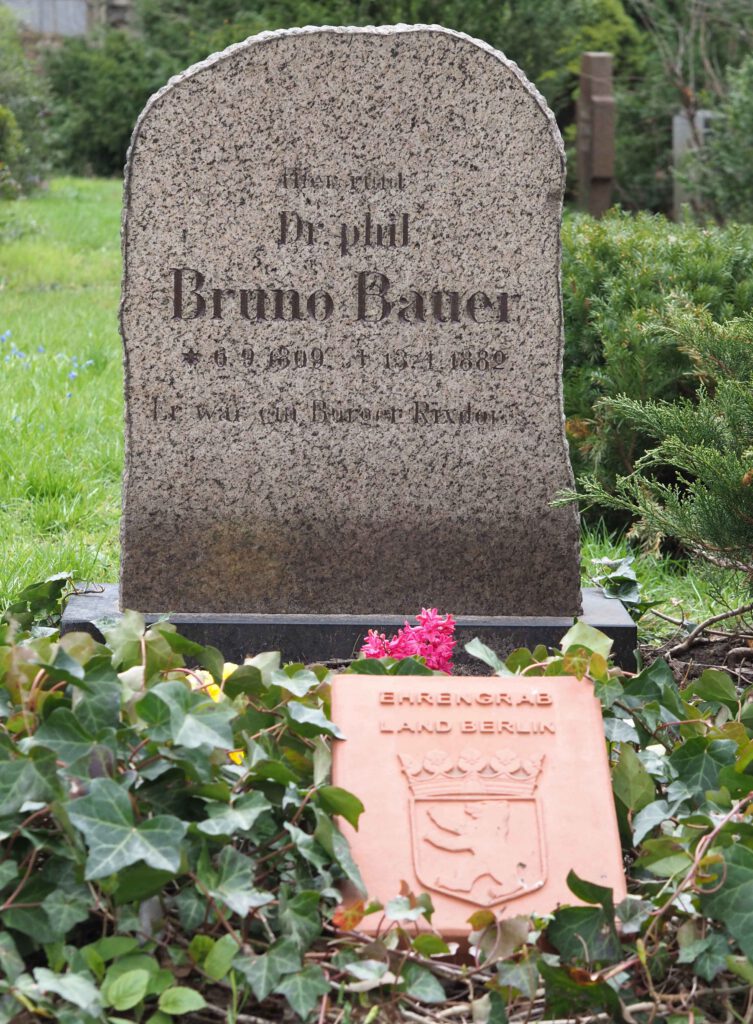 Hier ruht
Dr. phil.
Bruno Bauer
* 6.9.1809 † 13.4.1882
Er war ein Bürger Rixdorfs
EHRENGRAB
LAND BERLIN